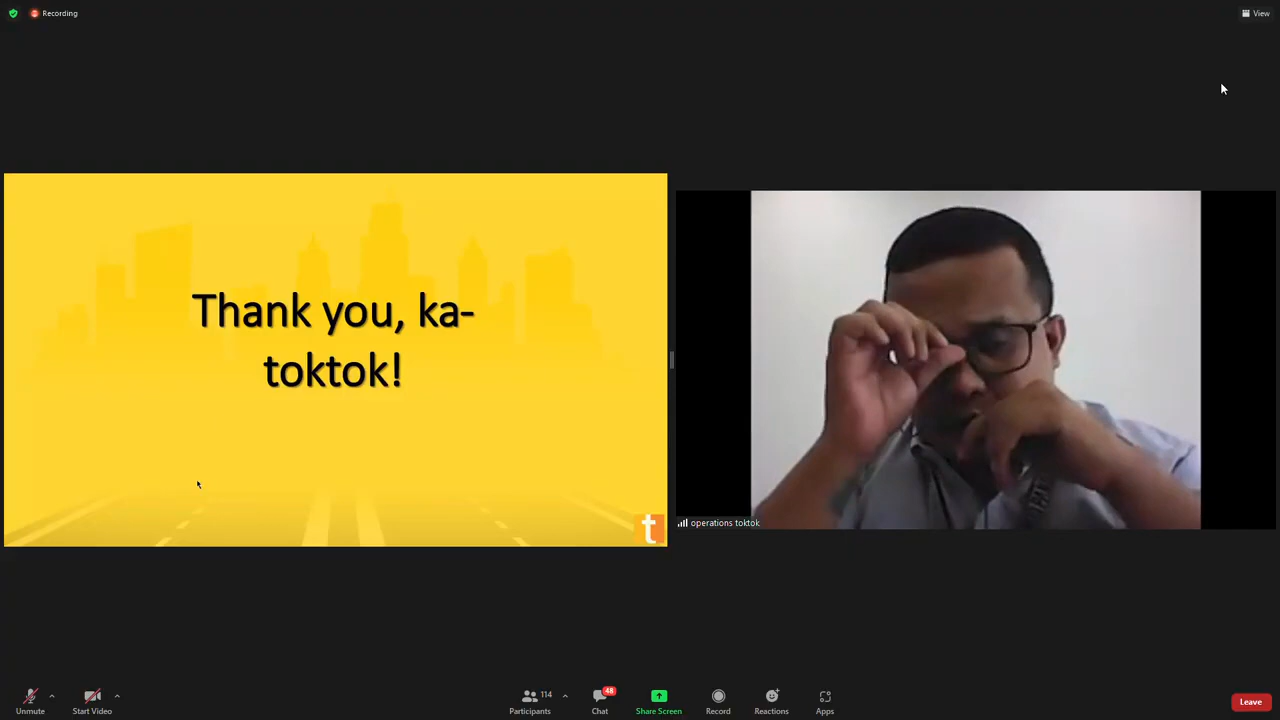 Recording
View
Thank you, ka-
toktok!
t
operations toktok
Unmute
Start Video
114
Participants
48
Chat
Share Screen
Record
Reactions
Apps
Leave